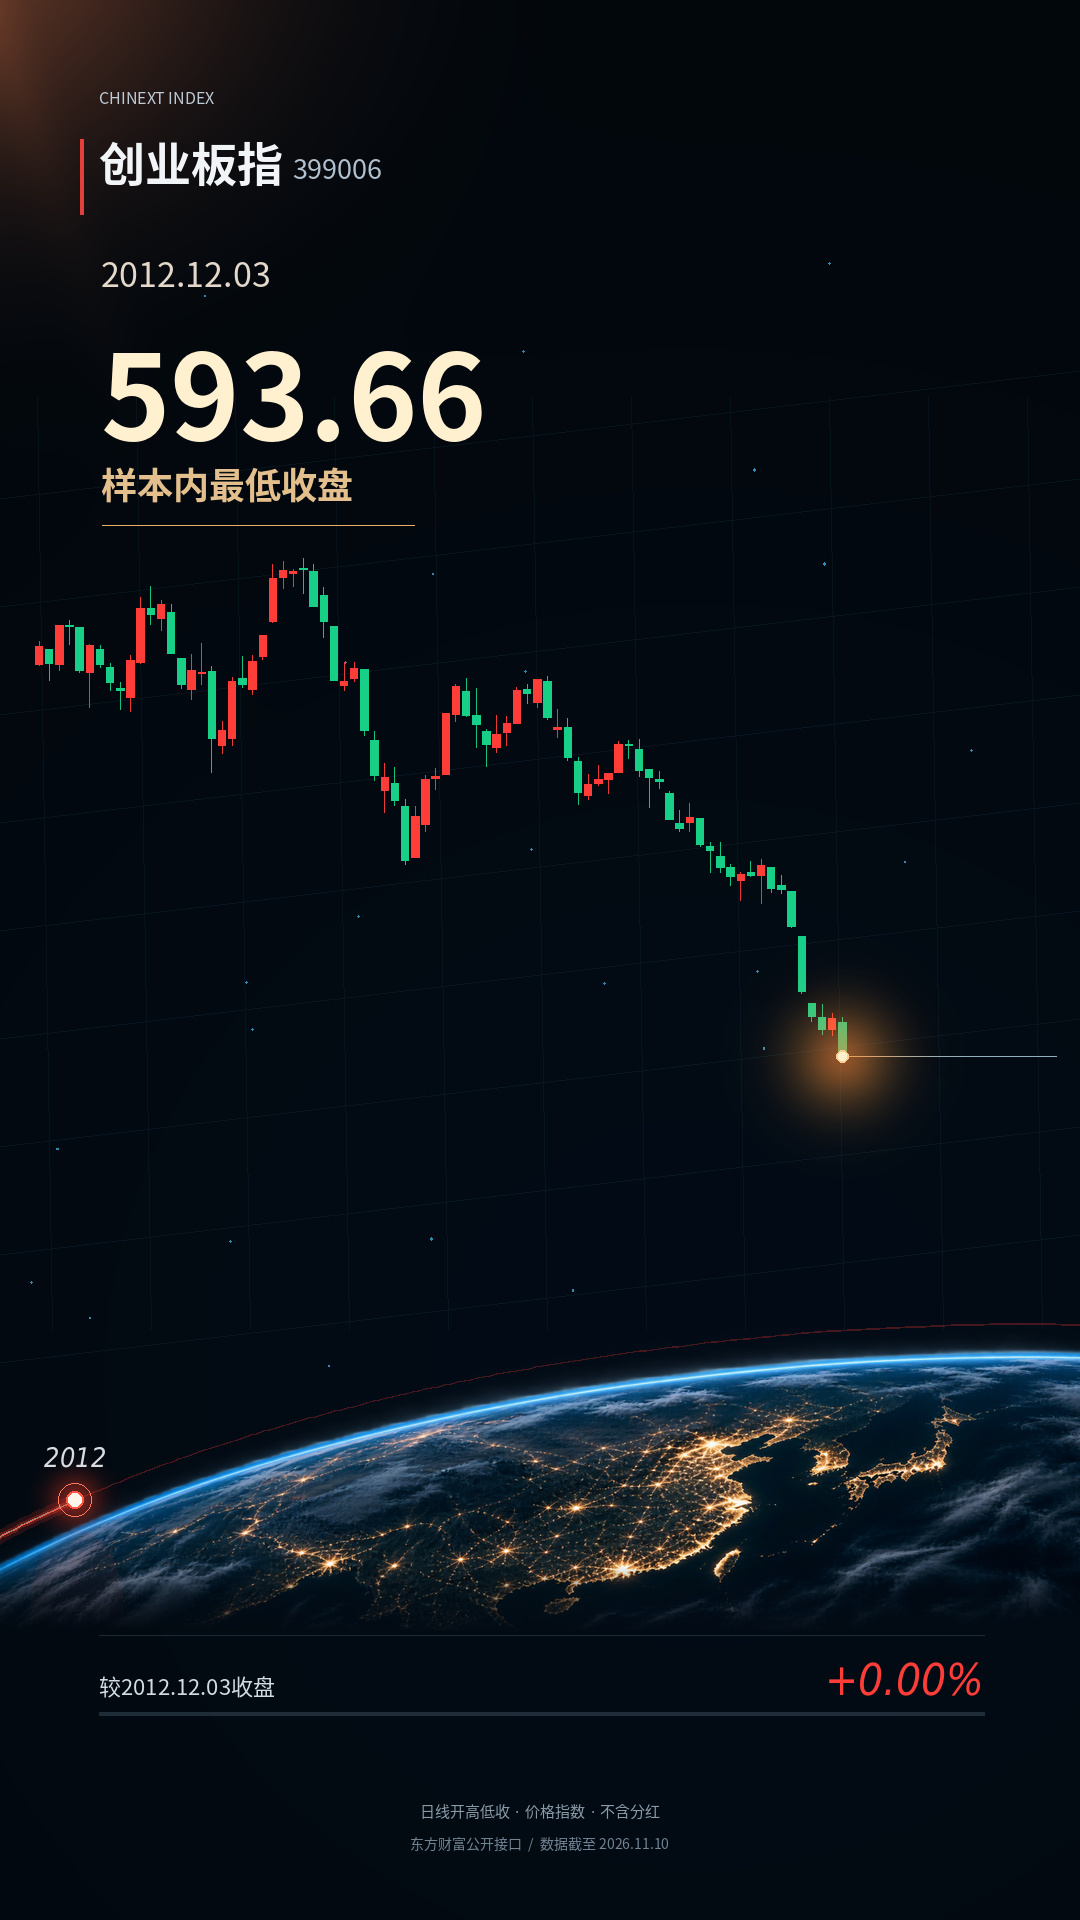 CHINEXT INDEX
创业板指 399006
2012.12.03
593.66
样本内最低收盘
2012
较2012.12.03收盘
+0.00%
日线开高低收 · 价格指数 · 不含分红
东方财富公开接口 / 数据截至 2026.11.10